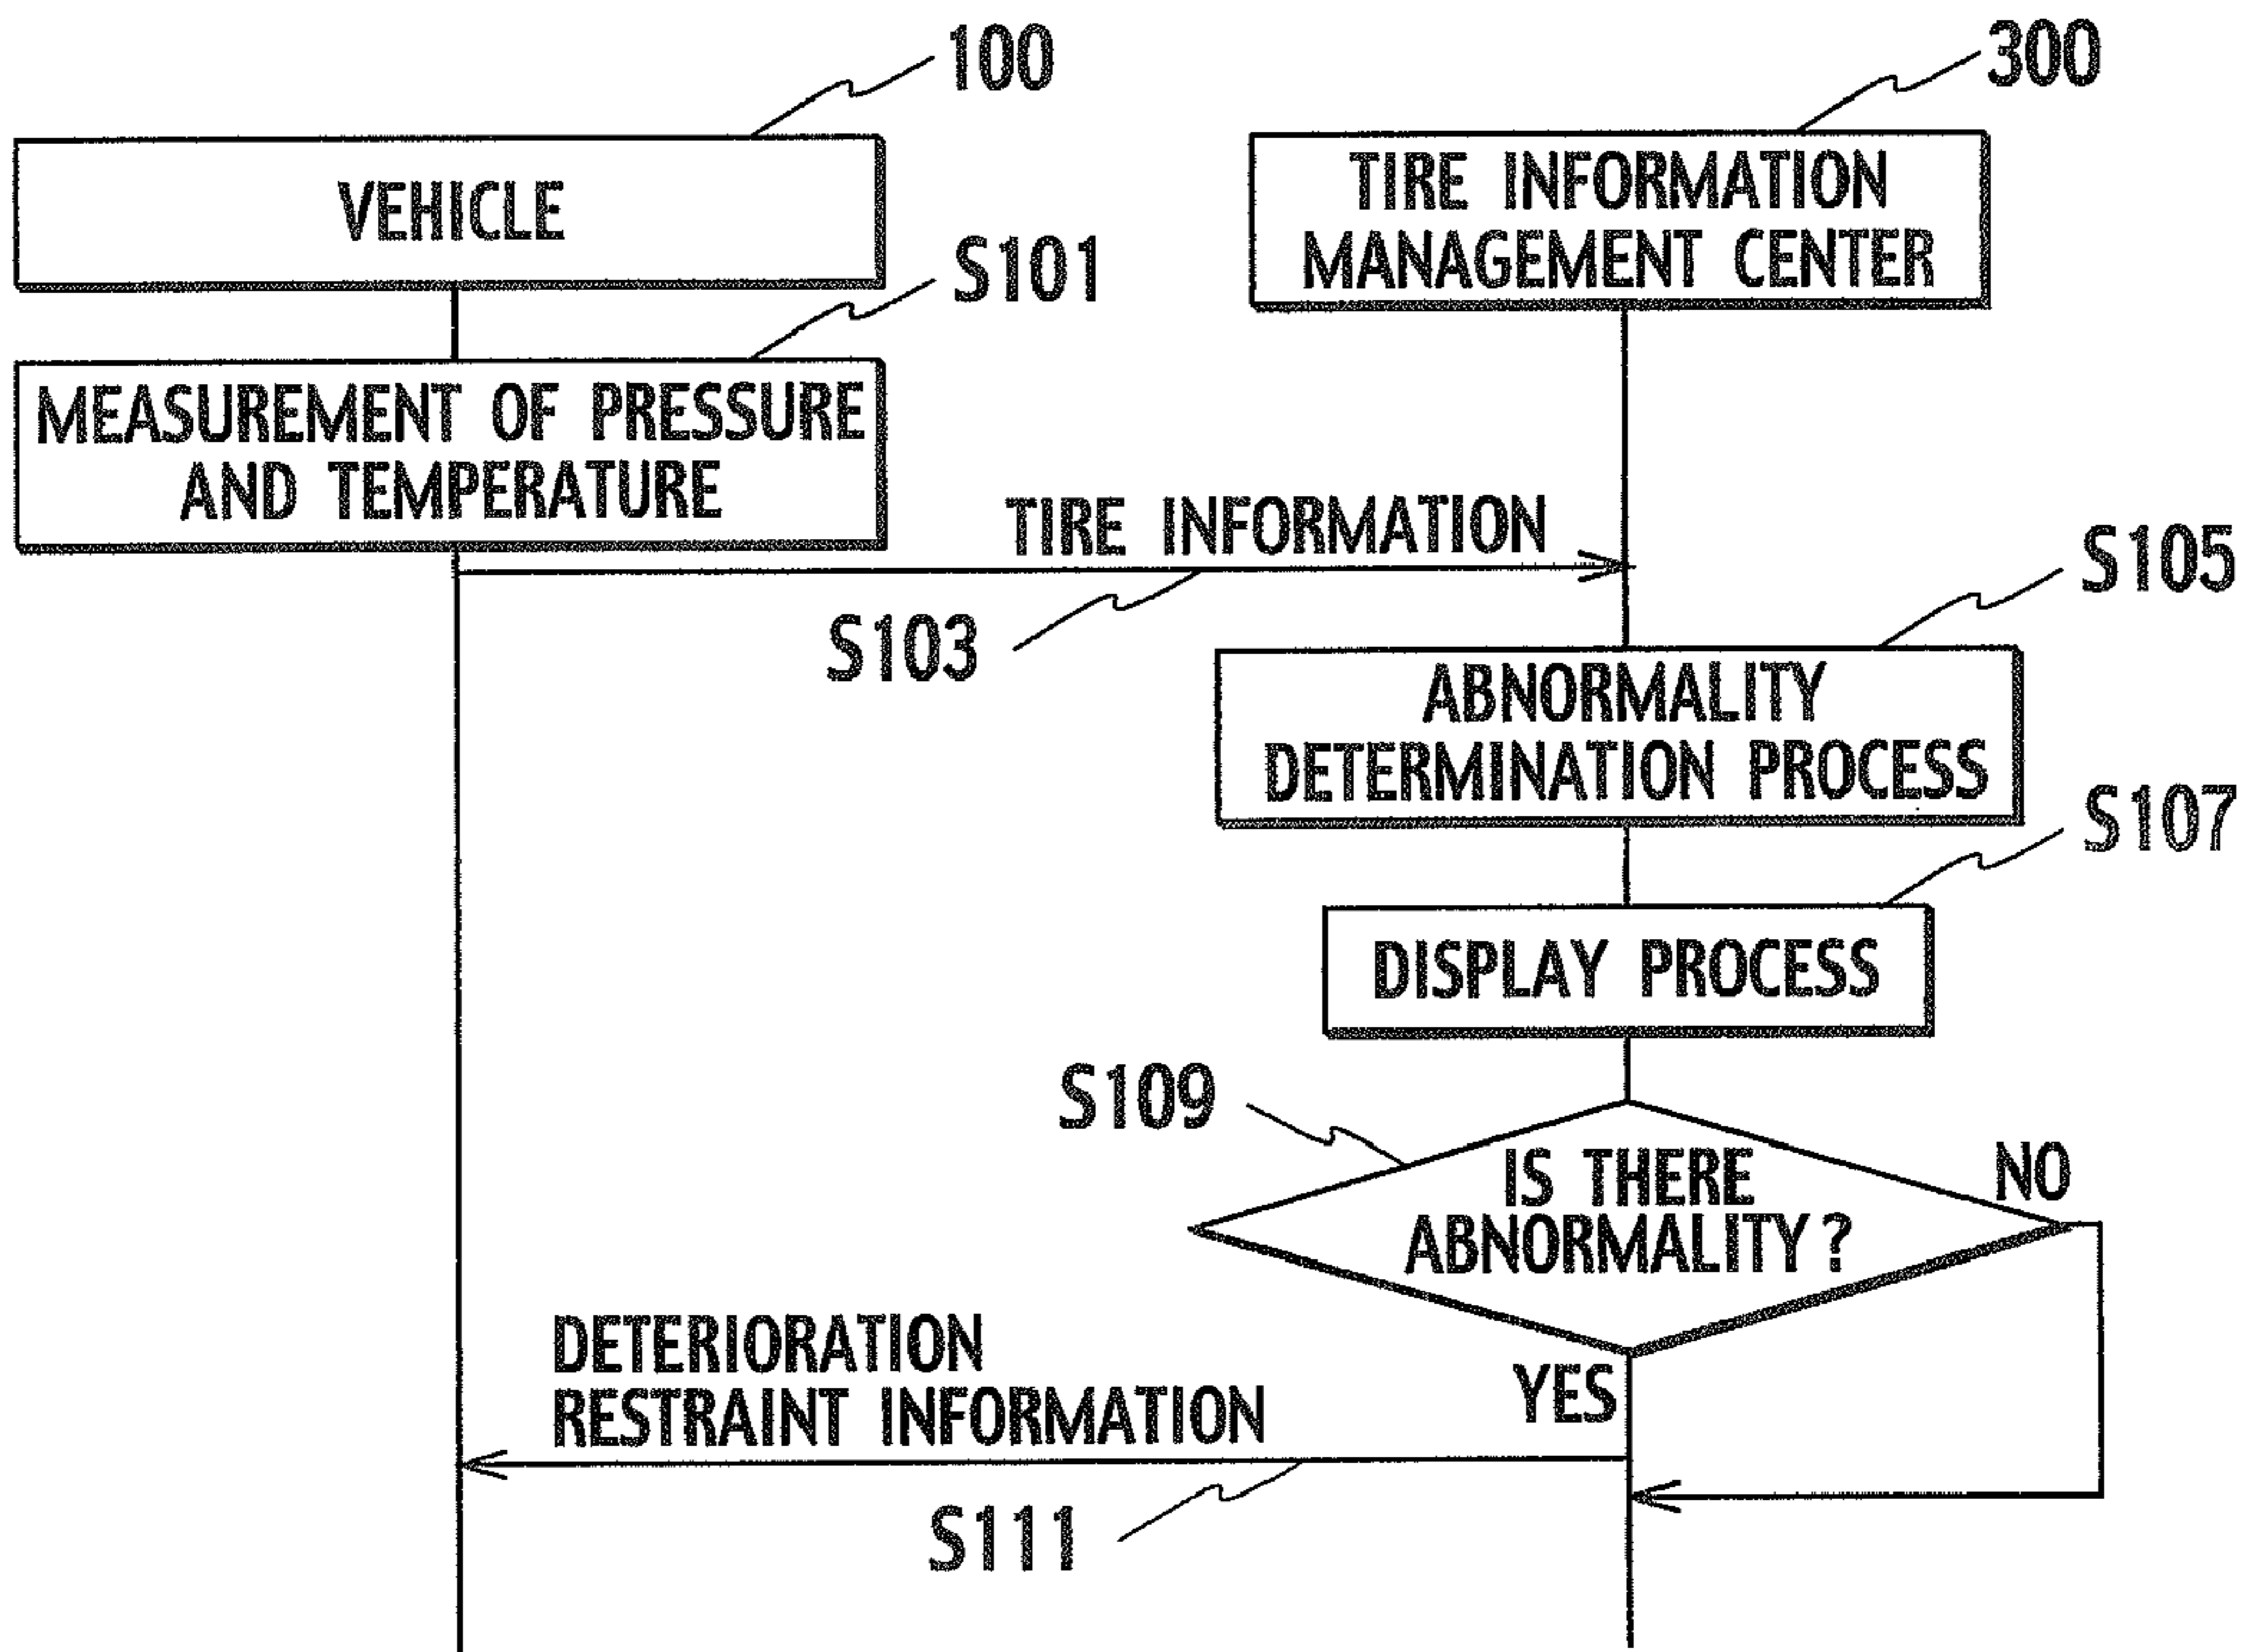 100
300
VEHICLE
TIRE INFORMATION
MANAGEMENT CENTER
S101
MEASUREMENT OF PRESSURE
AND TEMPERATURE
TIRE INFORMATION
S103
S105
ABNORMALITY
DETERMINATION PROCESS
S107
DISPLAY PROCESS
S109
IS THERE
ABNORMALITY?
NO
YES
DETERIORATION
RESTRAINT INFORMATION
S111